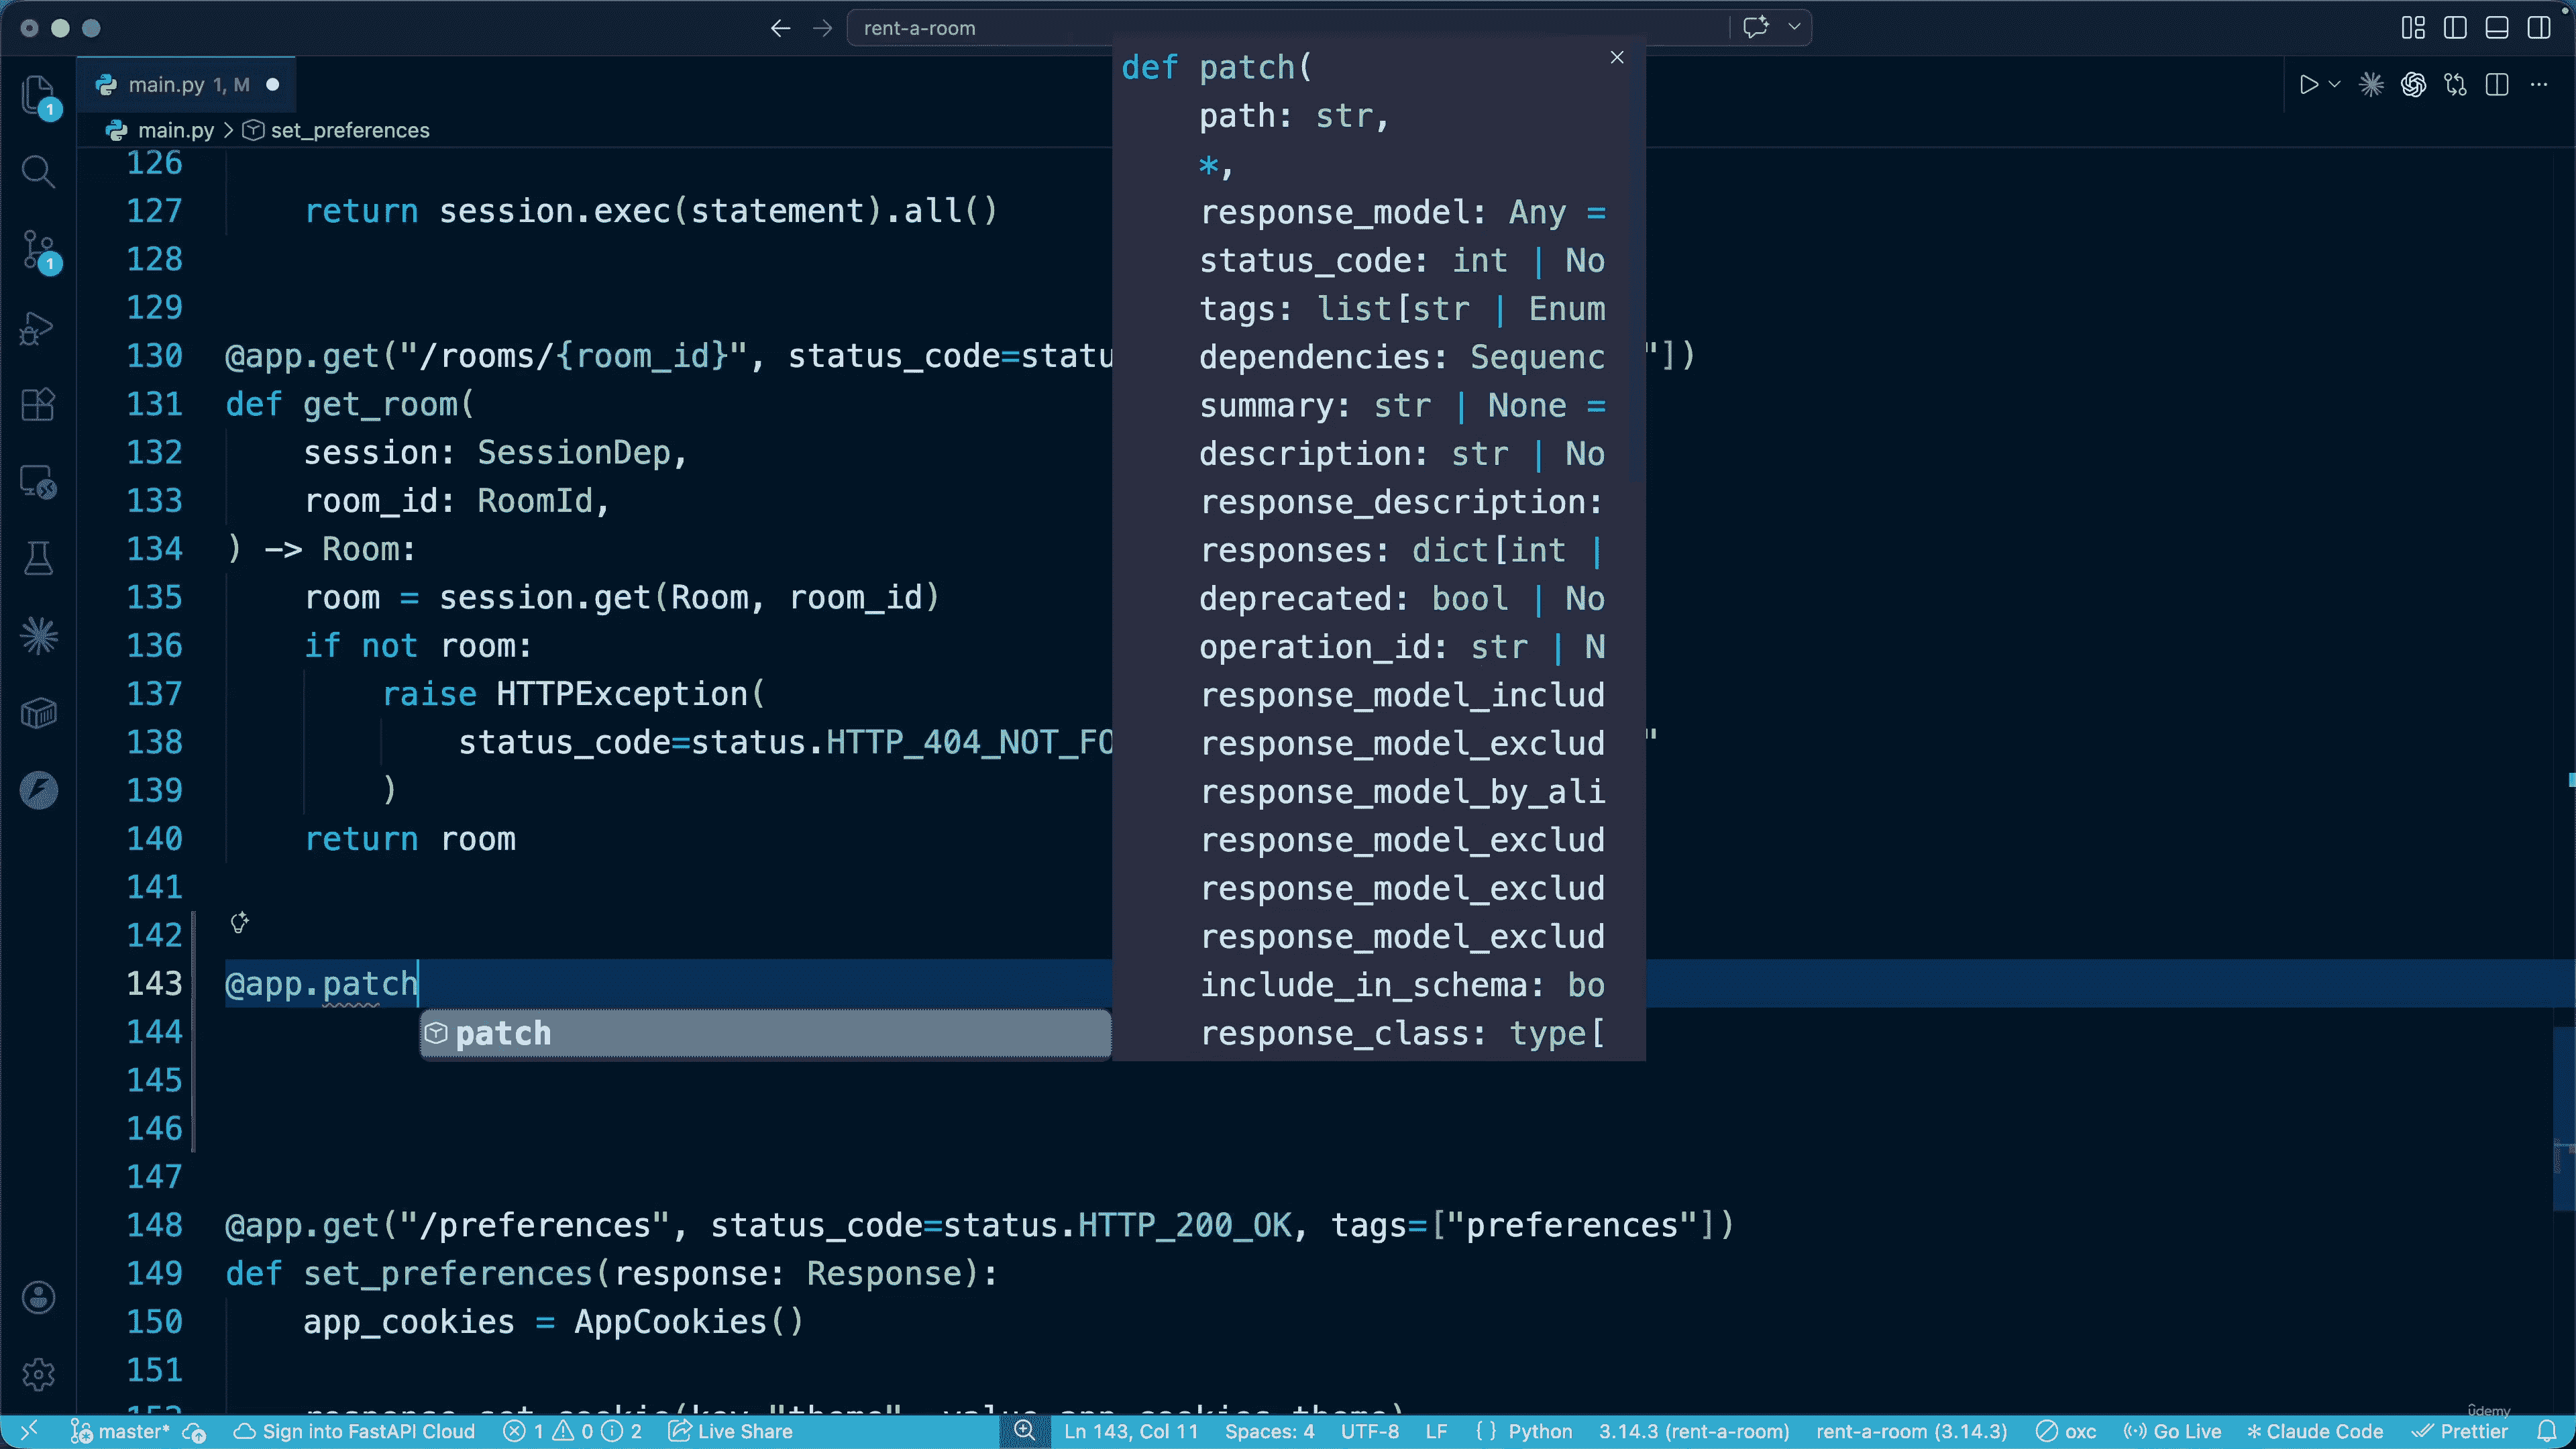 rent-a-room
main.py 1, M
main.py > set_preferences
126
127 return session.exec(statement).all()
128
129
130 @app.get("/rooms/{room_id}", status_code=statu "])
131 def get_room(
132 session: SessionDep,
133 room_id: RoomId,
134 ) -> Room:
135 room = session.get(Room, room_id)
136 if not room:
137 raise HTTPException(
138 status_code=status.HTTP_404_NOT_FO "
139 )
140 return room
141
142
143 @app.patch
144
patch
145
146
147
148 @app.get("/preferences", status_code=status.HTTP_200_OK, tags=["preferences"])
149 def set_preferences(response: Response):
150 app_cookies = AppCookies()
151
def patch(
path: str,
*,
response_model: Any =
status_code: int | No
tags: list[str | Enum
dependencies: Sequenc
summary: str | None =
description: str | No
response_description:
responses: dict[int |
deprecated: bool | No
operation_id: str | N
response_model_includ
response_model_exclud
response_model_by_ali
response_model_exclud
response_model_exclud
response_model_exclud
include_in_schema: bo
response_class: type[
1
1
udemy
master* Sign into FastAPI Cloud 1 0 2 Live Share Ln 143, Col 11 Spaces: 4 UTF-8 LF { } Python 3.14.3 (rent-a-room) rent-a-room (3.14.3) oxc Go Live Claude Code Prettier